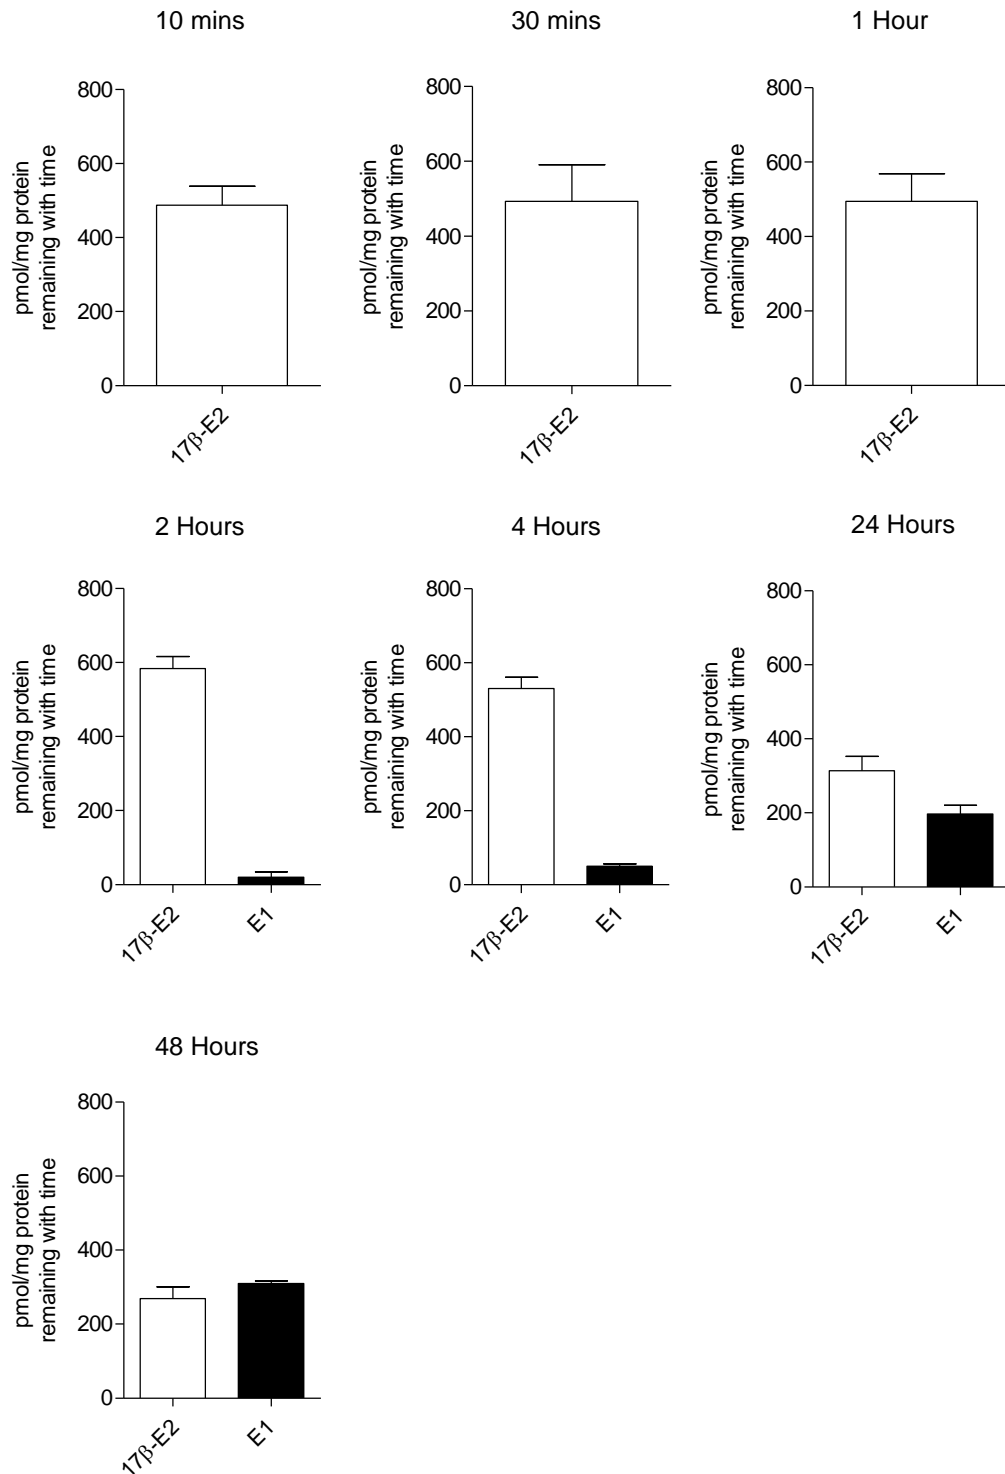 10 mins
pmol/mg protein
remaining with time
800
600
400
200
0
17β-E2
30 mins
pmol/mg protein
remaining with time
800
600
400
200
0
17β-E2
1 Hour
pmol/mg protein
remaining with time
800
600
400
200
0
17β-E2
2 Hours
pmol/mg protein
remaining with time
800
600
400
200
0
17β-E2
E1
4 Hours
pmol/mg protein
remaining with time
800
600
400
200
0
17β-E2
E1
24 Hours
pmol/mg protein
remaining with time
800
600
400
200
0
17β-E2
E1
48 Hours
pmol/mg protein
remaining with time
800
600
400
200
0
17β-E2
E1